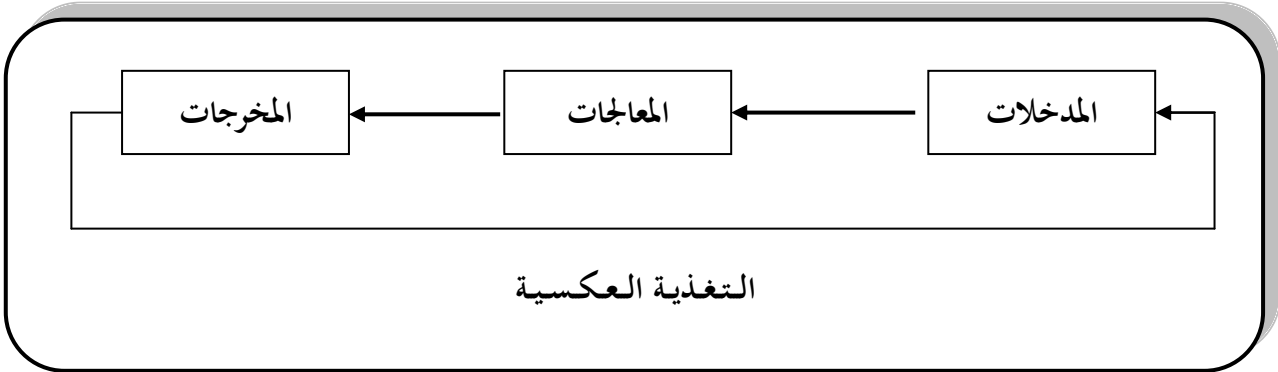 المدخلات
المعالجات
المخرجات
التغذية العكسية